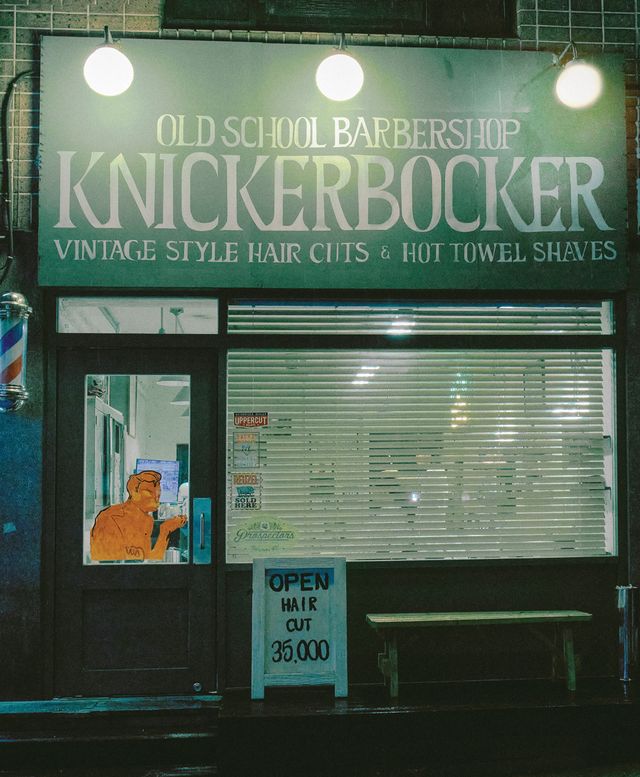 OLD SCHOOL BARBERSHOP
KNICKERBOCKER
VINTAGE STYLE HAIR CUTS & HOT TOWEL SHAVES
UPPERCUT
REUZEL
SOLD
HERE
Prospectors
OPEN
HAIR
CUT
35,000